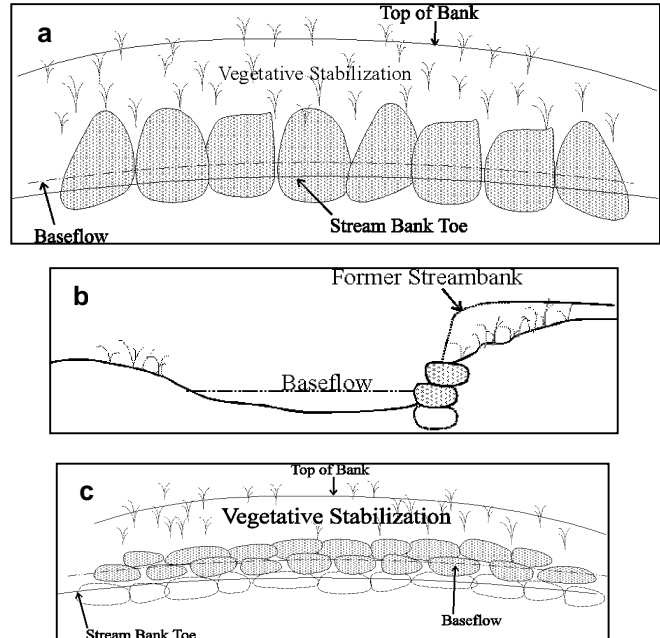 a
Top of Bank
Vegetative Stabilization
Baseflow
Stream Bank Toe
b
Former Streambank
Baseflow
c
Top of Bank
Vegetative Stabilization
Baseflow
Stream Bank Toe